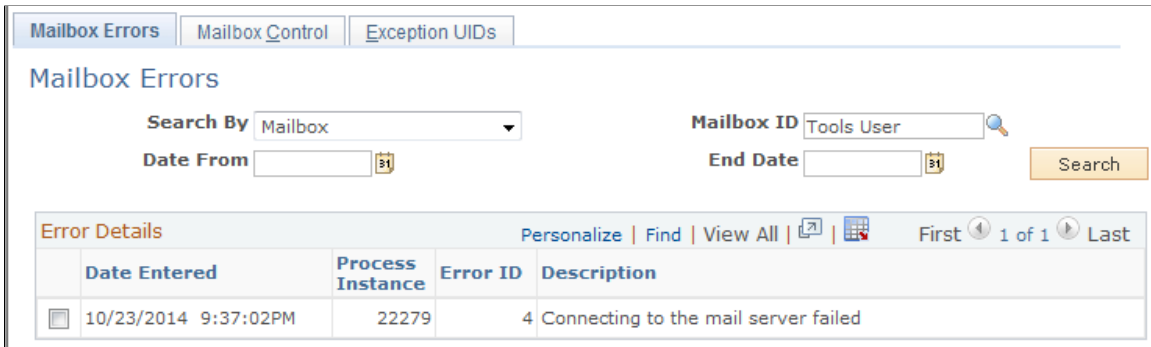 Mailbox Errors Mailbox Control Exception UIDs
Mailbox Errors
Search By Mailbox Mailbox ID Tools User
Date From 31 End Date 31 Search
Error Details Personalize | Find | View All | | First 1 of 1 Last
Date Entered Process Instance Error ID Description
10/23/2014 9:37:02PM 22279 4 Connecting to the mail server failed